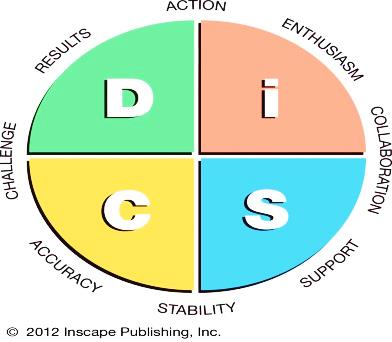 ACTION
RESULTS
ENTHUSIASM
D
i
CHALLENGE
COLLABORATION
C
S
ACCURACY
SUPPORT
STABILITY
© 2012 Inscape Publishing, Inc.